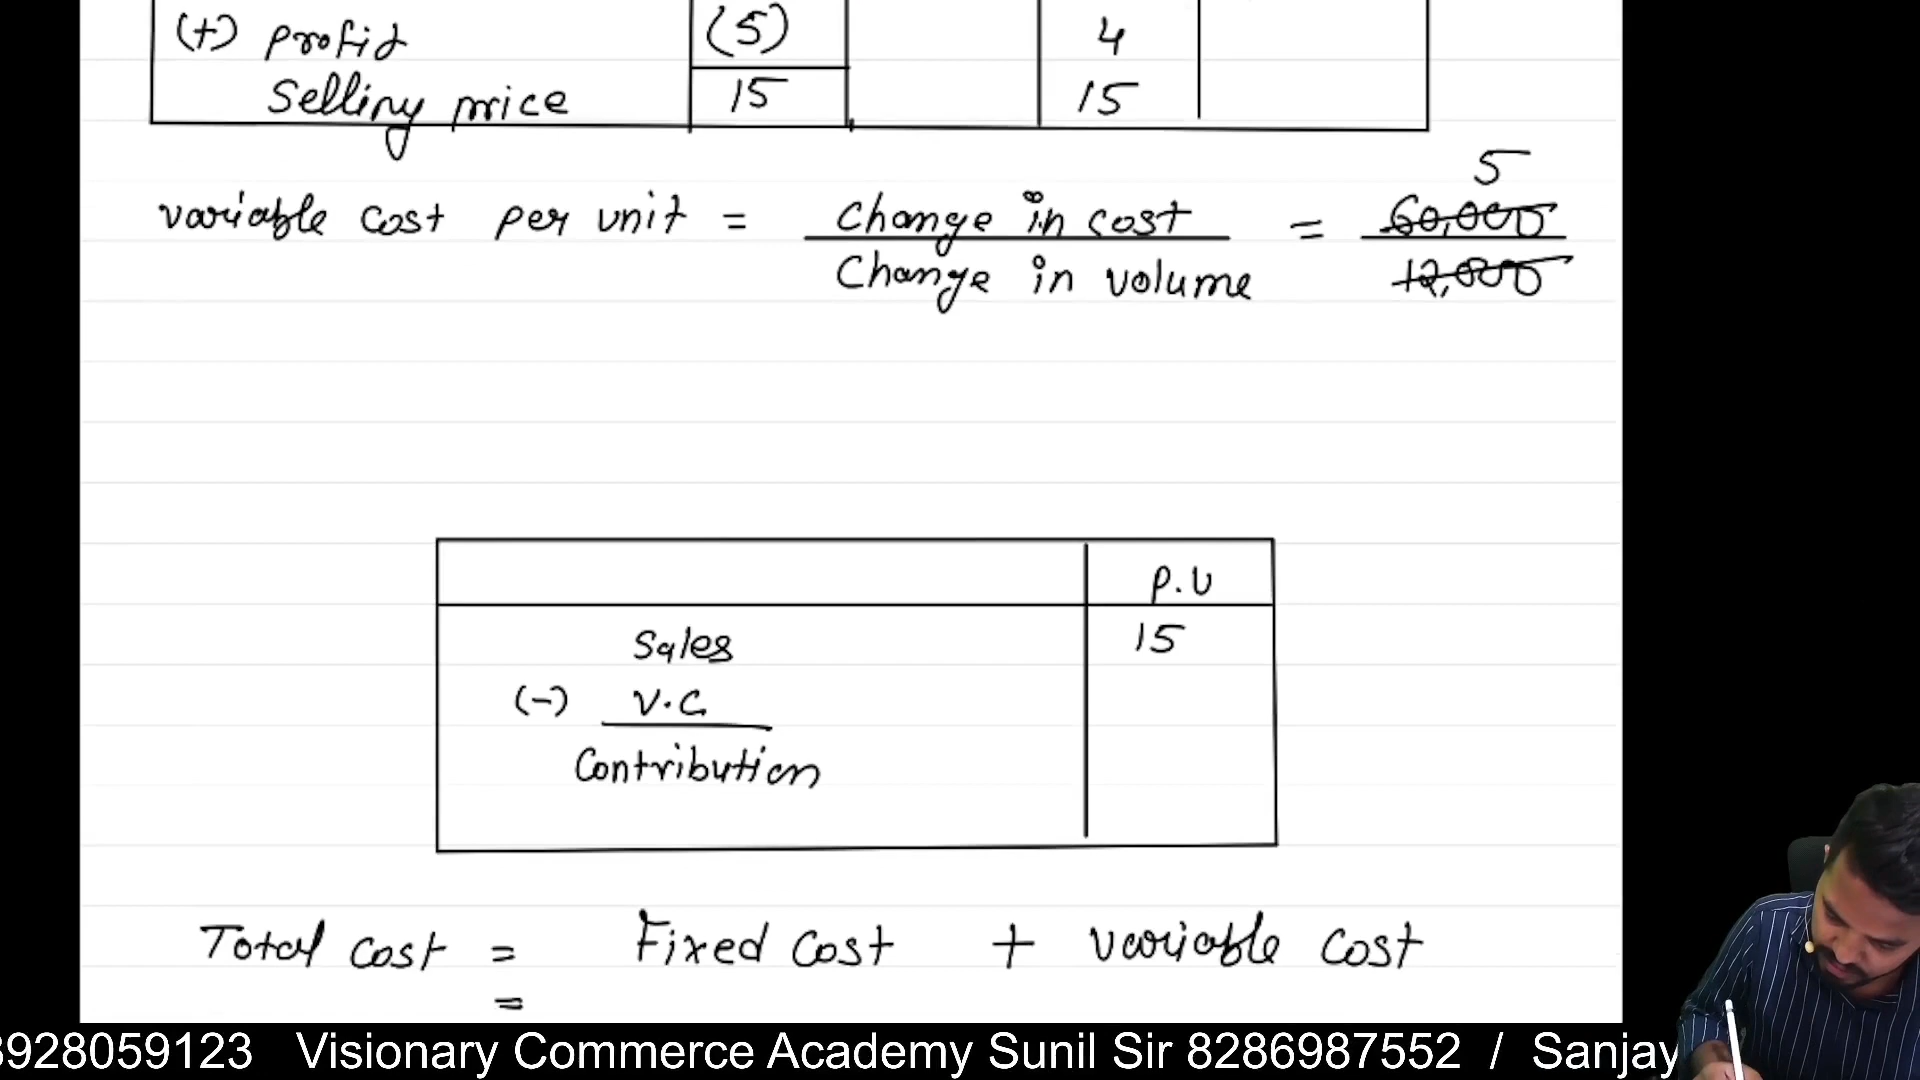 (+) profit (5) 4
Selling price 15 15
variable cost per unit = Change in cost / Change in volume = 60,000 / 12,000 5
P.U
Sales 15
(-) V.C
Contribution
Total cost = Fixed cost + variable cost
=
8928059123 Visionary Commerce Academy Sunil Sir 8286987552 / Sanjay